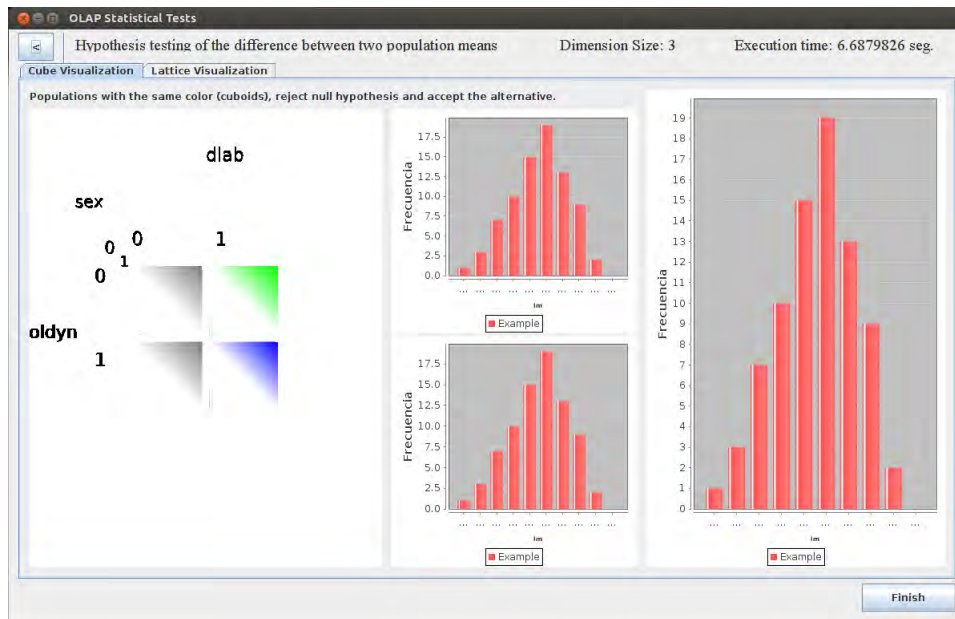 OLAP Statistical Tests
< Hypothesis testing of the difference between two population means Dimension Size: 3 Execution time: 6.6879826 seg.
Cube Visualization Lattice Visualization
Populations with the same color (cuboids), reject null hypothesis and accept the alternative.
dlab
sex
0 0 1
1
0
oldyn
1
Frecuencia
17.5
15.0
12.5
10.0
7.5
5.0
2.5
0.0
... ... ... ... ... ... ... ... ... ...
lm
Example
Frecuencia
17.5
15.0
12.5
10.0
7.5
5.0
2.5
0.0
... ... ... ... ... ... ... ... ... ...
lm
Example
Frecuencia
19
18
17
16
15
14
13
12
11
10
9
8
7
6
5
4
3
2
1
0
... ... ... ... ... ... ... ... ... ...
lm
Example
Finish